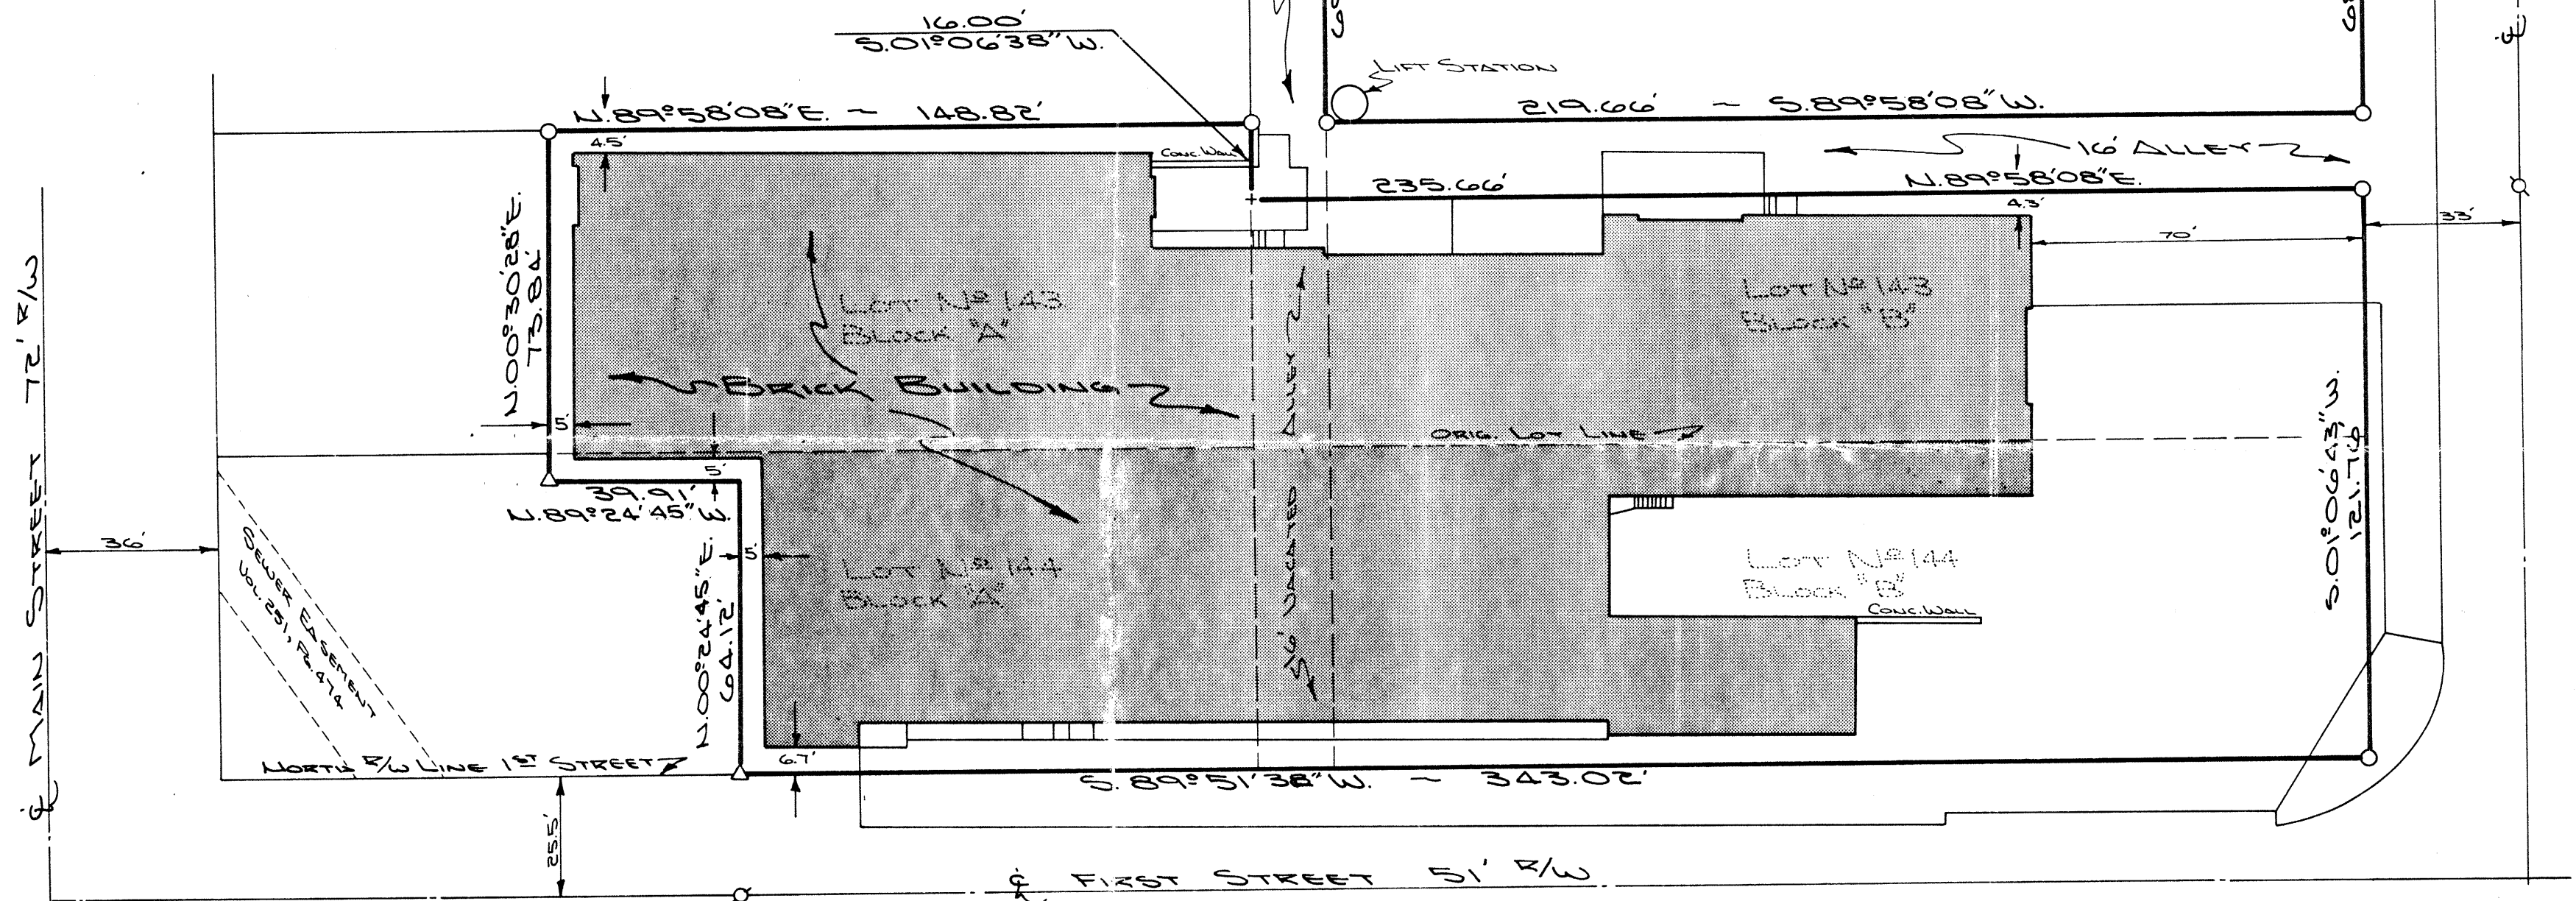 16.00'
S.01°06'38"W.
LIFT STATION
N.89°58'08"E. ~ 148.82'
219.66' ~ S.89°58'08"W.
4.5'
CONC. WALL
16' ALLEY
235.66'
N.89°58'08"E.
4.3'
33'
70'
N.00°30'28"E.
73.84'
LOT Nº 143
BLOCK "A"
LOT Nº 143
BLOCK "B"
BRICK BUILDING
16' VACATED ALLEY
ORIG. LOT LINE
5'
5'
39.91'
N.89°24'45"W.
MAIN STREET 72' R/W
36'
SEWER EASEMENT
VOL. 251, PG. 474
N.00°24'45"E.
64.12'
5'
LOT Nº 144
BLOCK "A"
LOT Nº 144
BLOCK "B"
CONC. WALL
S.01°06'43"W.
121.76'
NORTH R/W LINE 1ST STREET
6.7'
S.89°51'38"W. ~ 343.02'
25.5'
℄ FIRST STREET 51' R/W